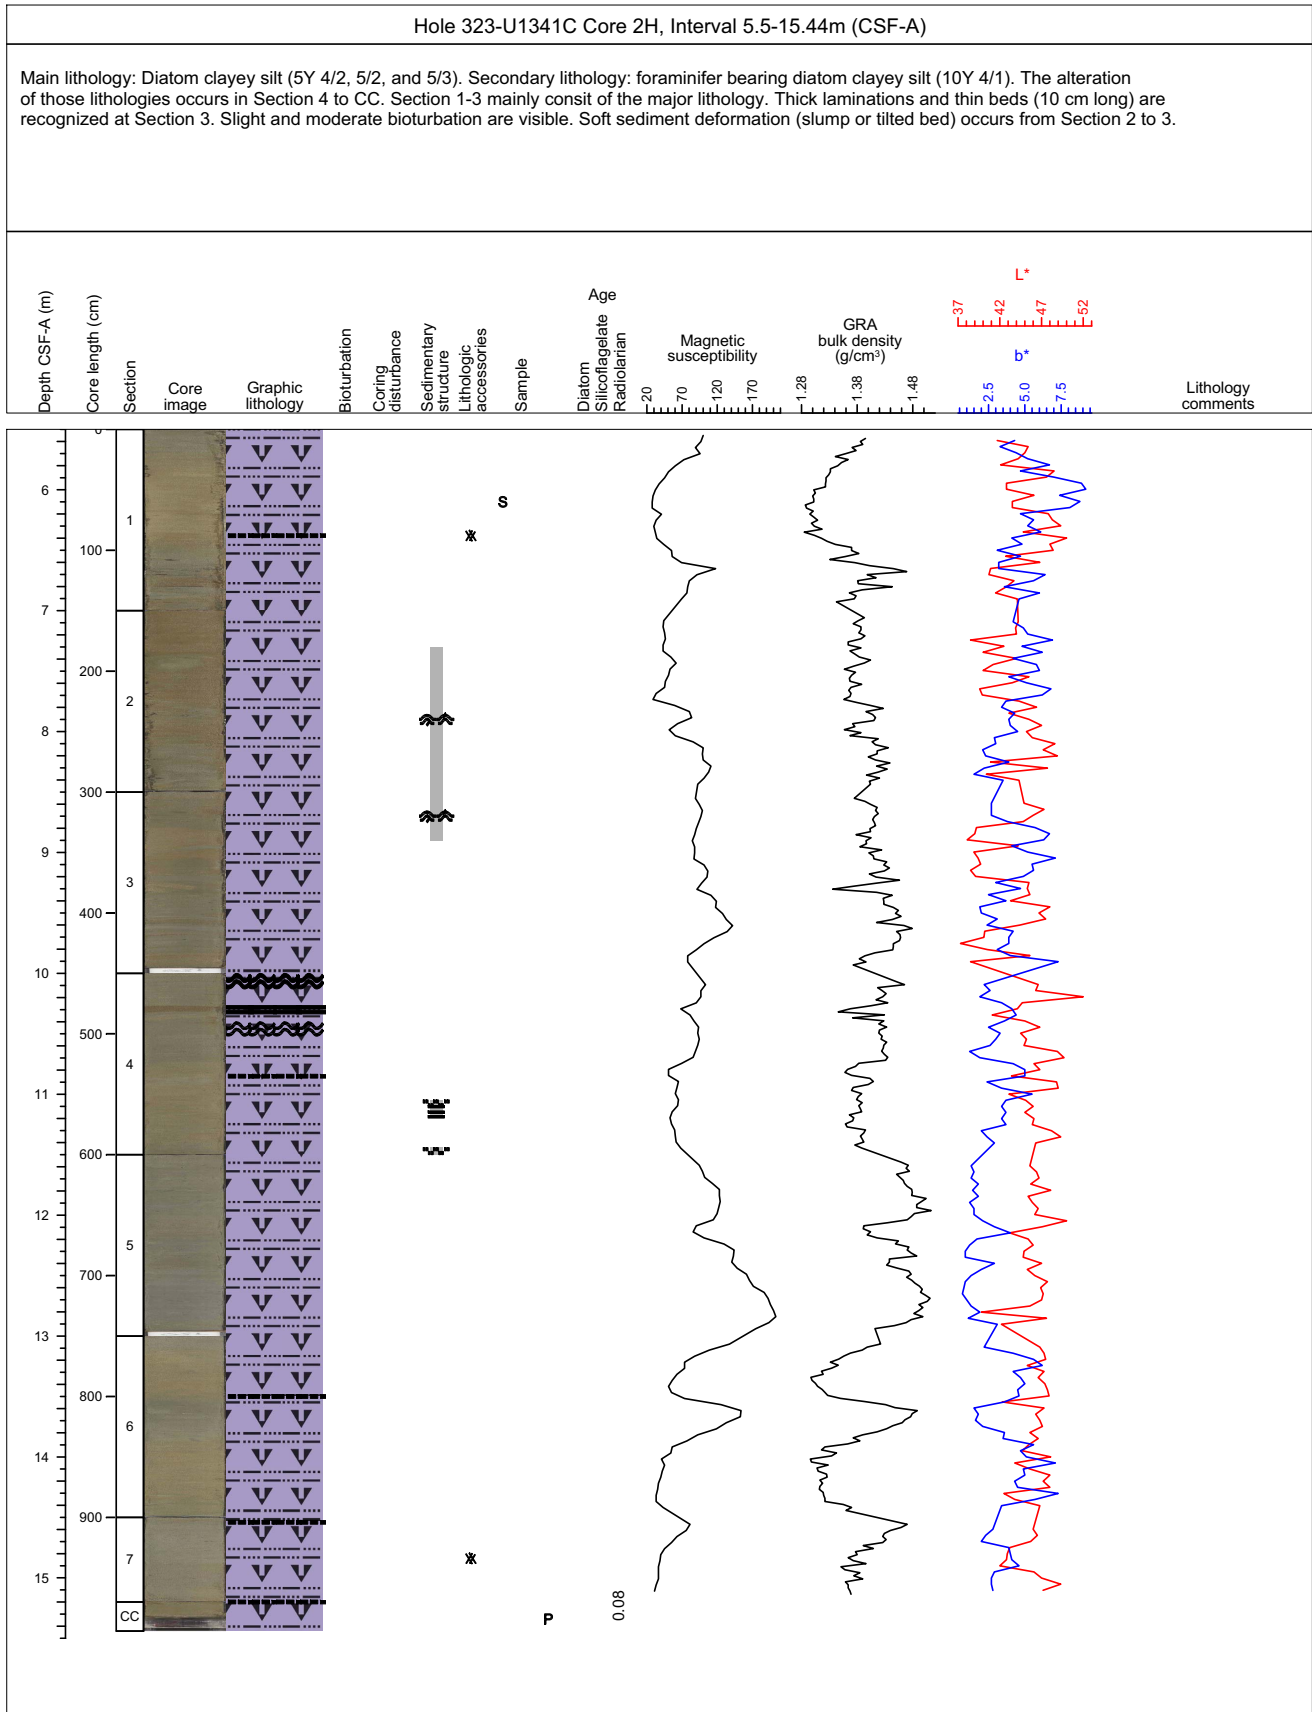 Hole 323-U1341C Core 2H, Interval 5.5-15.44m (CSF-A)
Main lithology: Diatom clayey silt (5Y 4/2, 5/2, and 5/3). Secondary lithology: foraminifer bearing diatom clayey silt (10Y 4/1). The alteration
of those lithologies occurs in Section 4 to CC. Section 1-3 mainly consit of the major lithology. Thick laminations and thin beds (10 cm long) are
recognized at Section 3. Slight and moderate bioturbation are visible. Soft sediment deformation (slump or tilted bed) occurs from Section 2 to 3.
Depth CSF-A (m)
Core length (cm)
Section
Core
image
Graphic
lithology
Bioturbation
Coring
disturbance
Sedimentary
structure
Lithologic
accessories
Sample
Age
Diatom
Silicoflagelate
Radiolarian
Magnetic
susceptibility
20 70 120 170
GRA
bulk density
(g/cm³)
1.28 1.38 1.48
L*
37 42 47 52
b*
2.5 5.0 7.5
Lithology
comments
0
6
S
1
100
7
200
2
8
300
9
3
400
10
500
4
11
600
12
5
700
13
800
6
14
900
7
15
CC
P
0.08